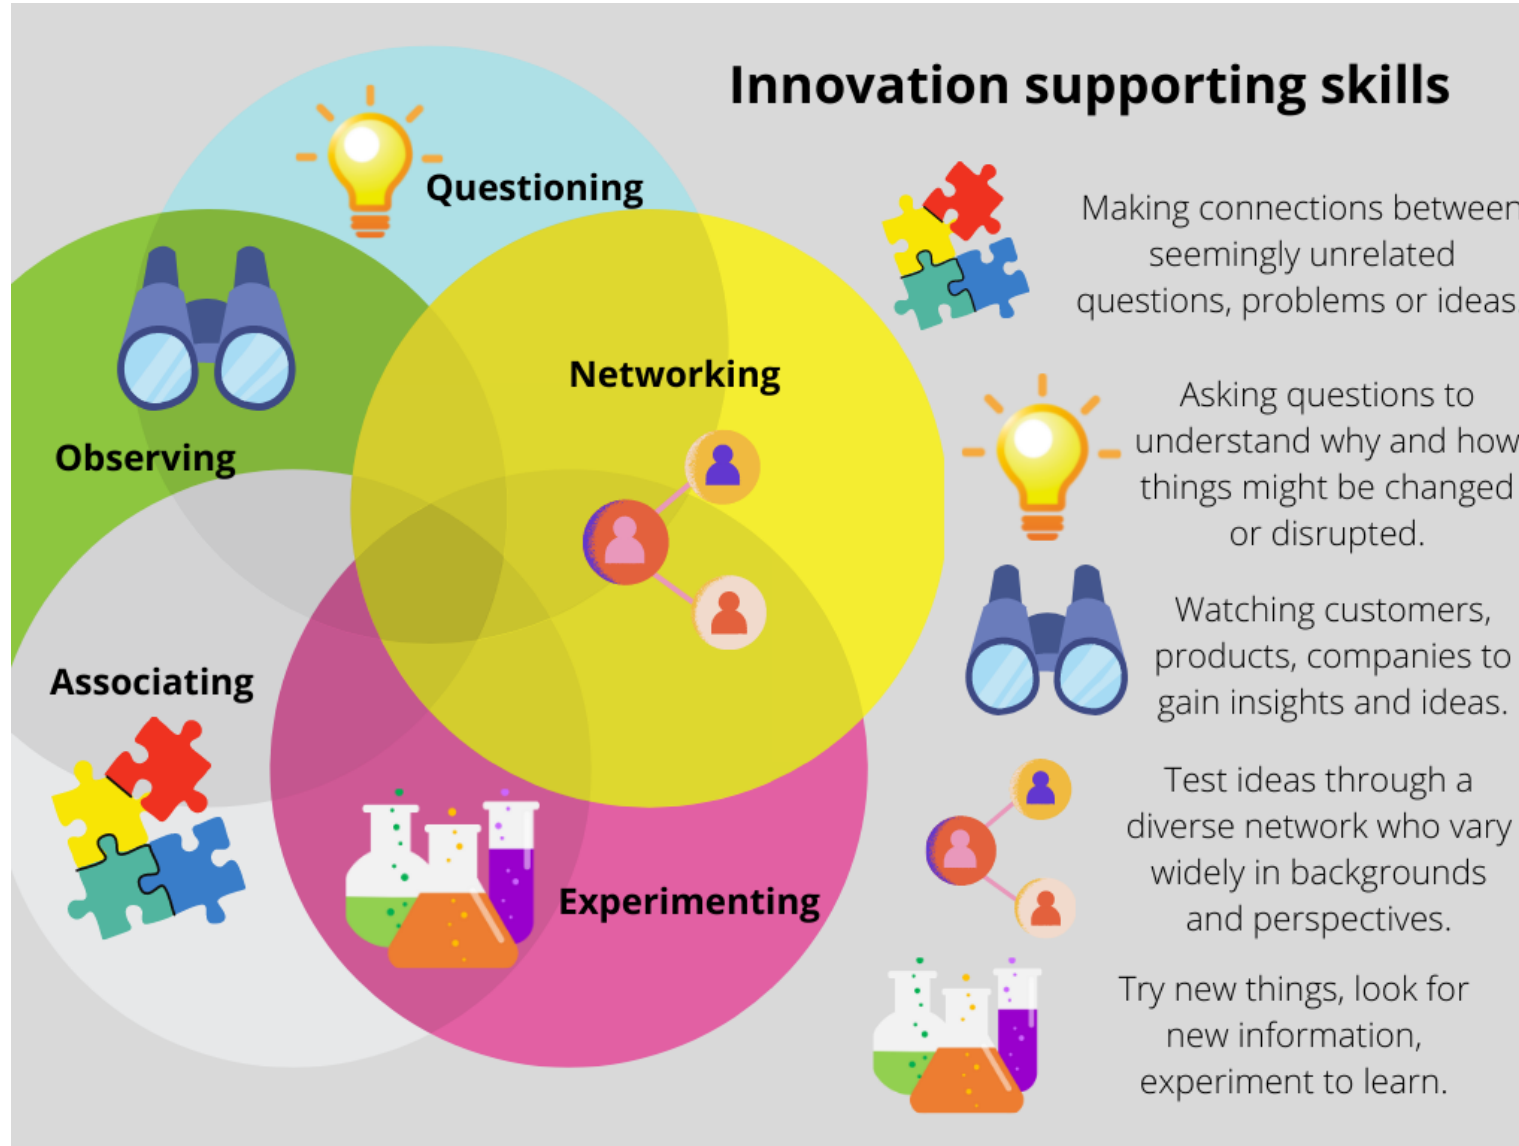 Innovation supporting skills
Questioning
Networking
Observing
Associating
Experimenting
Making connections between
seemingly unrelated
questions, problems or ideas.
Asking questions to
understand why and how
things might be changed
or disrupted.
Watching customers,
products, companies to
gain insights and ideas.
Test ideas through a
diverse network who vary
widely in backgrounds
and perspectives.
Try new things, look for
new information,
experiment to learn.